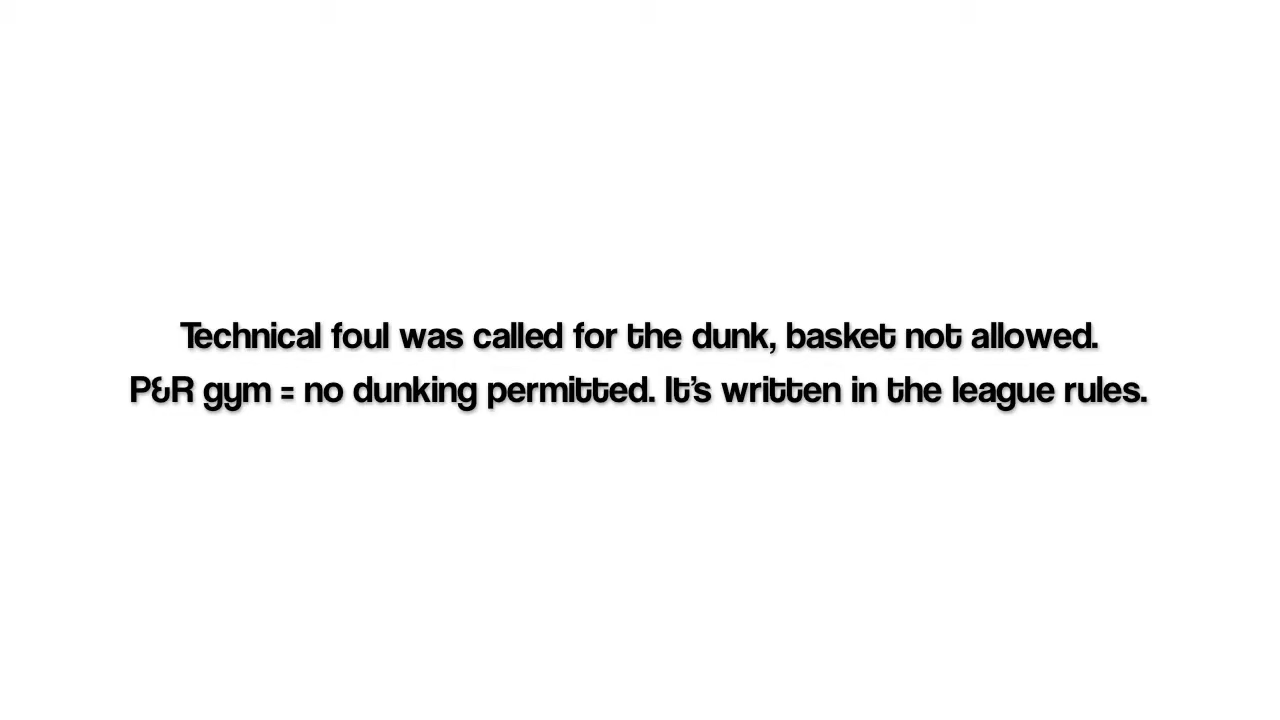 Technical foul was called for the dunk, basket not allowed.
P&R gym = no dunking permitted. It's written in the league rules.